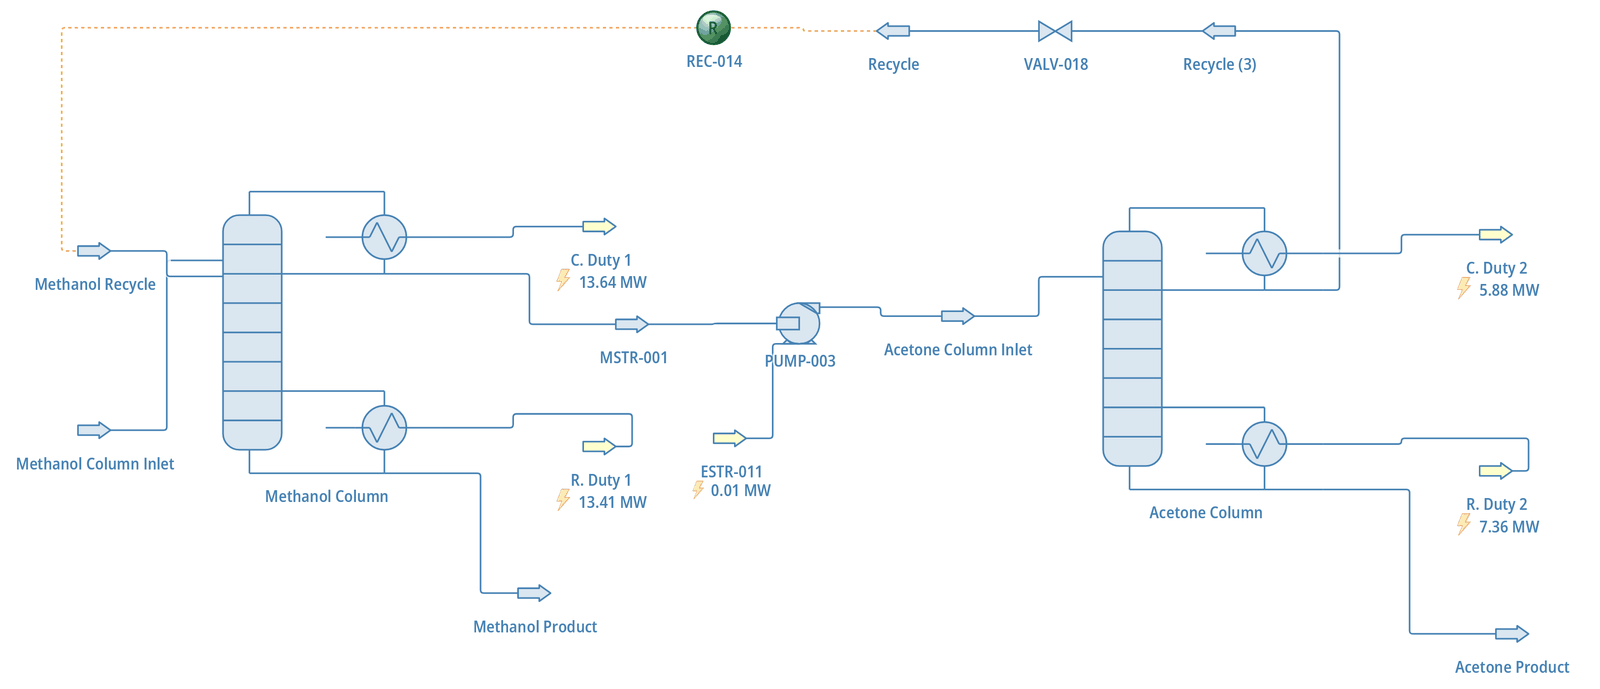 R
REC-014
Recycle
VALV-018
Recycle (3)
Methanol Recycle
C. Duty 1
13.64 MW
C. Duty 2
5.88 MW
MSTR-001
PUMP-003
Acetone Column Inlet
Methanol Column Inlet
Methanol Column
R. Duty 1
13.41 MW
ESTR-011
0.01 MW
Acetone Column
R. Duty 2
7.36 MW
Methanol Product
Acetone Product